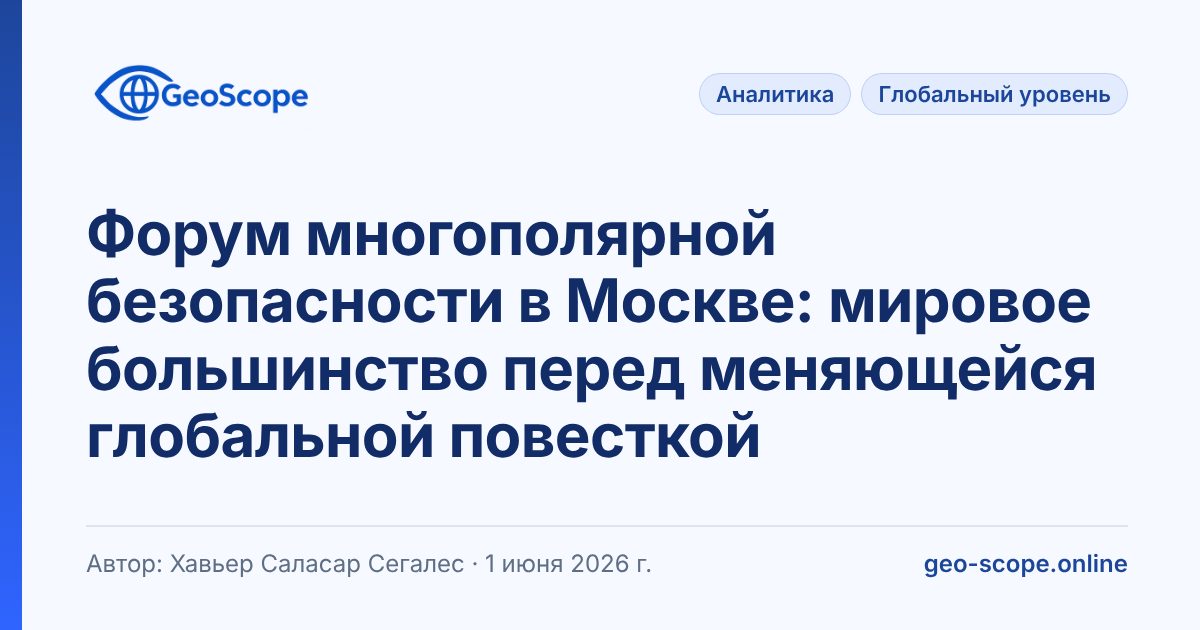 GeoScope
Аналитика
Глобальный уровень
Форум многополярной
безопасности в Москве: мировое
большинство перед меняющейся
глобальной повесткой
Автор: Хавьер Саласар Сегалес · 1 июня 2026 г.
geo-scope.online